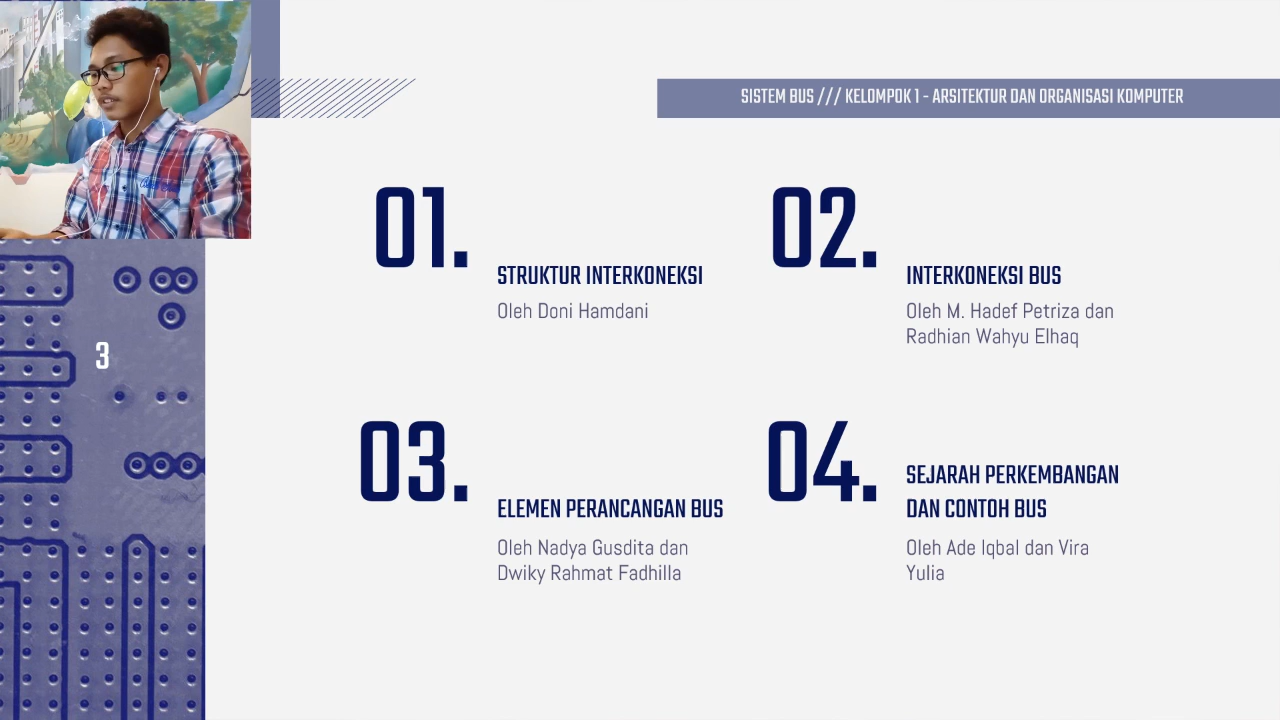 SISTEM BUS /// KELOMPOK 1 - ARSITEKTUR DAN ORGANISASI KOMPUTER
01.
STRUKTUR INTERKONEKSI
Oleh Doni Hamdani
02.
INTERKONEKSI BUS
Oleh M. Hadef Petriza dan
Radhian Wahyu Elhaq
3
03.
ELEMEN PERANCANGAN BUS
Oleh Nadya Gusdita dan
Dwiky Rahmat Fadhilla
04.
SEJARAH PERKEMBANGAN
DAN CONTOH BUS
Oleh Ade Iqbal dan Vira
Yulia